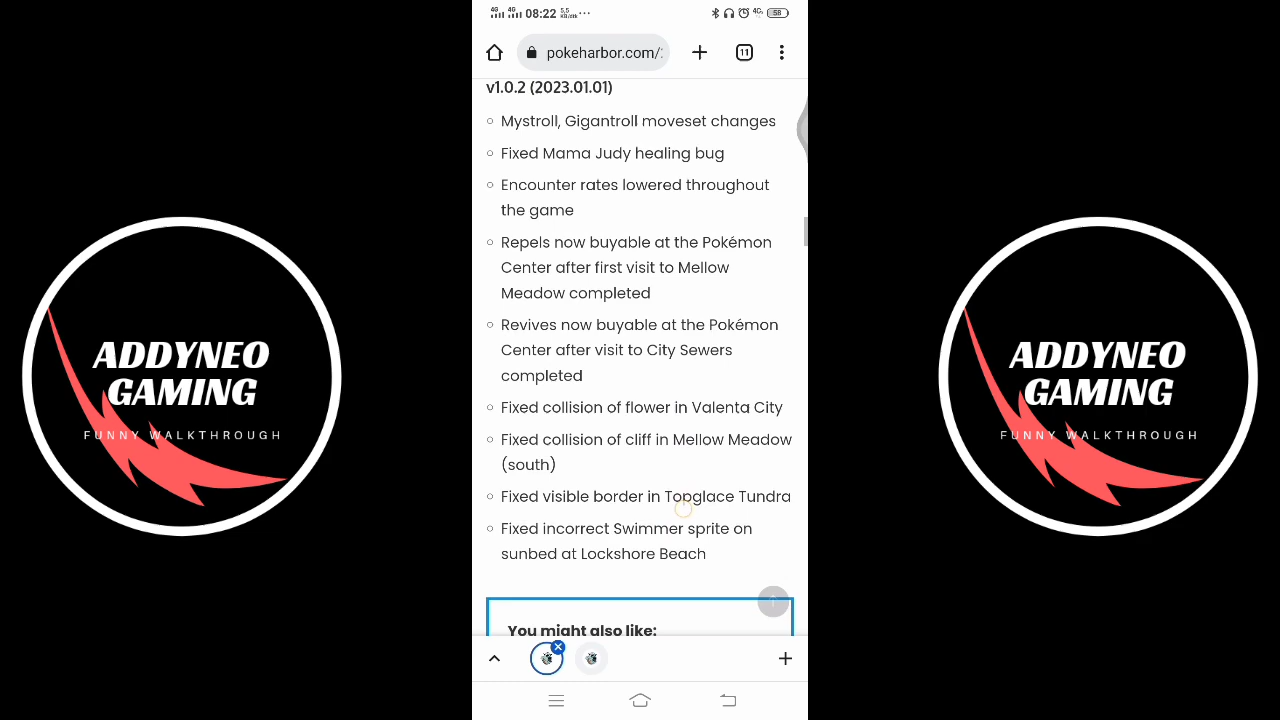 08:22
58
pokeharbor.com/
11
v1.0.2 (2023.01.01)
Mystroll, Gigantroll moveset changes
Fixed Mama Judy healing bug
Encounter rates lowered throughout
the game
Repels now buyable at the Pokémon
Center after first visit to Mellow
Meadow completed
Revives now buyable at the Pokémon
Center after visit to City Sewers
completed
Fixed collision of flower in Valenta City
Fixed collision of cliff in Mellow Meadow
(south)
Fixed visible border in Tonglace Tundra
Fixed incorrect Swimmer sprite on
sunbed at Lockshore Beach
You might also like:
ADDYNEO
GAMING
FUNNY WALKTHROUGH
ADDYNEO
GAMING
FUNNY WALKTHROUGH